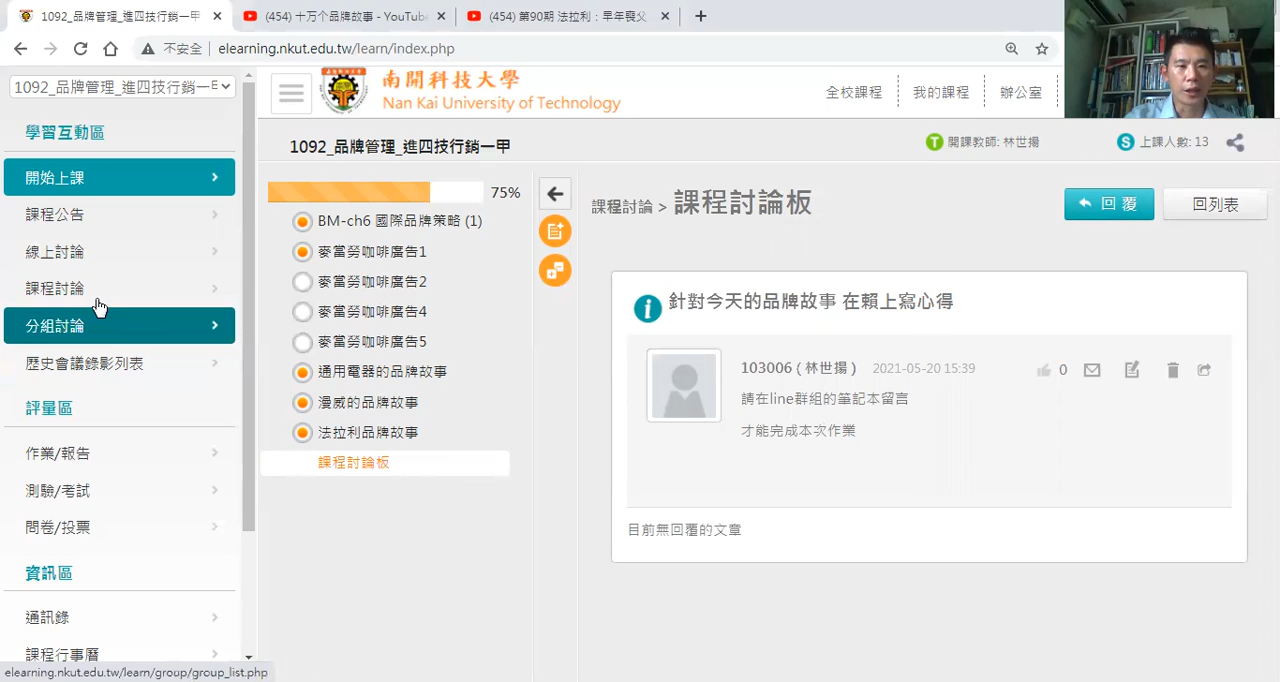 1092_品牌管理_進四技行銷一甲
(454) 十万个品牌故事 - YouTube
(454) 第90期 法拉利：早年喪父
不安全
elearning.nkut.edu.tw/learn/index.php
1092_品牌管理_進四技行銷一
南開科技大學
Nan Kai University of Technology
全校課程
我的課程
辦公室
學習互動區
開始上課
課程公告
線上討論
課程討論
分組討論
歷史會議錄影列表
評量區
作業/報告
測驗/考試
問卷/投票
資訊區
通訊錄
課程行事曆
elearning.nkut.edu.tw/learn/group/group_list.php
1092_品牌管理_進四技行銷一甲
T 開課教師: 林世揚
S 上課人數: 13
75%
BM-ch6 國際品牌策略 (1)
麥當勞咖啡廣告1
麥當勞咖啡廣告2
麥當勞咖啡廣告4
麥當勞咖啡廣告5
通用電器的品牌故事
漫威的品牌故事
法拉利品牌故事
課程討論板
課程討論 > 課程討論板
回覆
回列表
針對今天的品牌故事 在賴上寫心得
103006 ( 林世揚 ) 2021-05-20 15:39
0
請在line群組的筆記本留言
才能完成本次作業
目前無回覆的文章